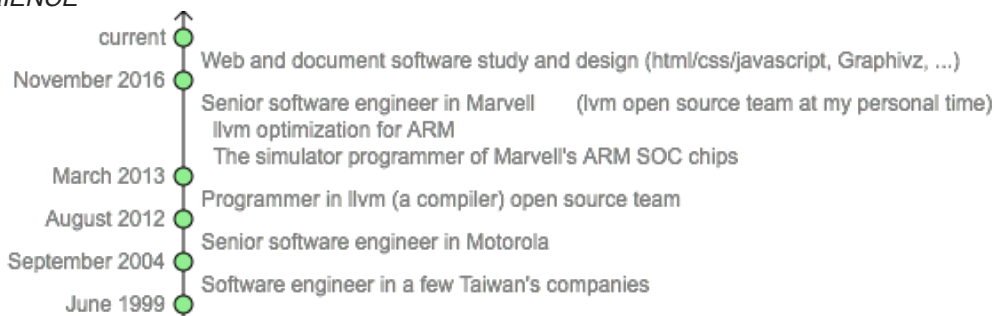 current
Web and document software study and design (html/css/javascript, Graphivz, ...)
November 2016
Senior software engineer in Marvell (lvm open source team at my personal time)
llvm optimization for ARM
The simulator programmer of Marvell's ARM SOC chips
March 2013
Programmer in llvm (a compiler) open source team
August 2012
Senior software engineer in Motorola
September 2004
Software engineer in a few Taiwan's companies
June 1999